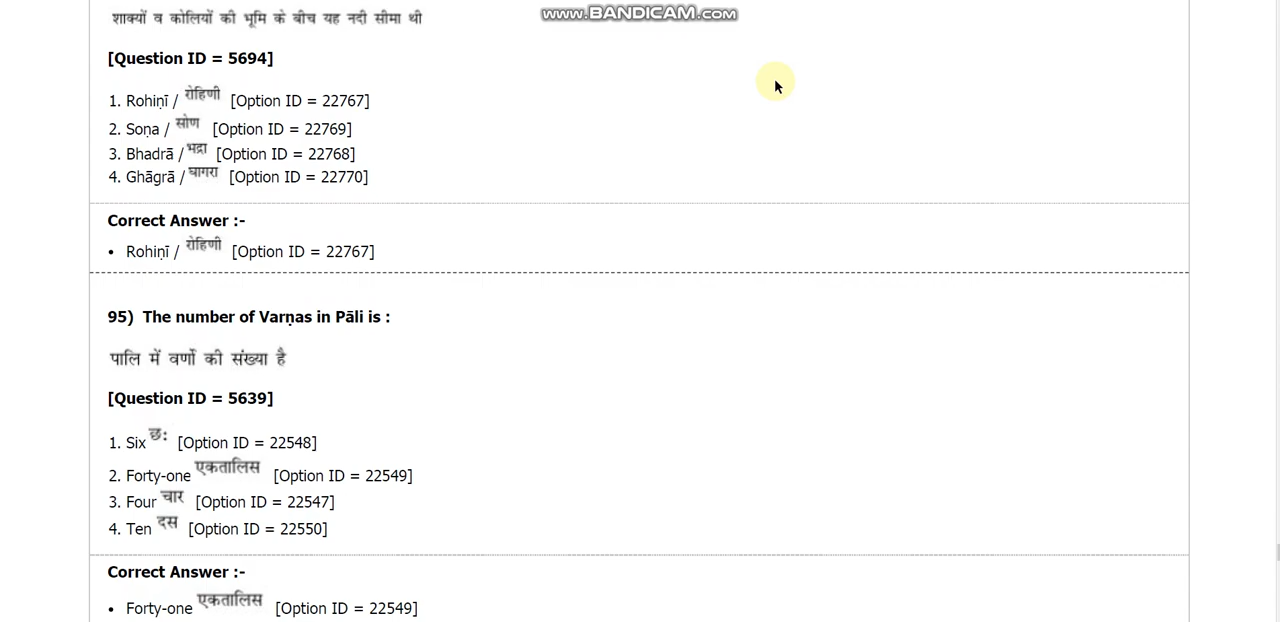 www.BANDICAM.com
शाक्यों व कोलियों की भूमि के बीच यह नदी सीमा थी
[Question ID = 5694]
1. Rohiṇī / रोहिणी [Option ID = 22767]
2. Soṇa / सोण [Option ID = 22769]
3. Bhadrā / भद्रा [Option ID = 22768]
4. Ghāgrā / घागरा [Option ID = 22770]
Correct Answer :-
• Rohiṇī / रोहिणी [Option ID = 22767]
95) The number of Varṇas in Pāli is :
पालि में वर्णों की संख्या है
[Question ID = 5639]
1. Six छः [Option ID = 22548]
2. Forty-one एकतालिस [Option ID = 22549]
3. Four चार [Option ID = 22547]
4. Ten दस [Option ID = 22550]
Correct Answer :-
• Forty-one एकतालिस [Option ID = 22549]